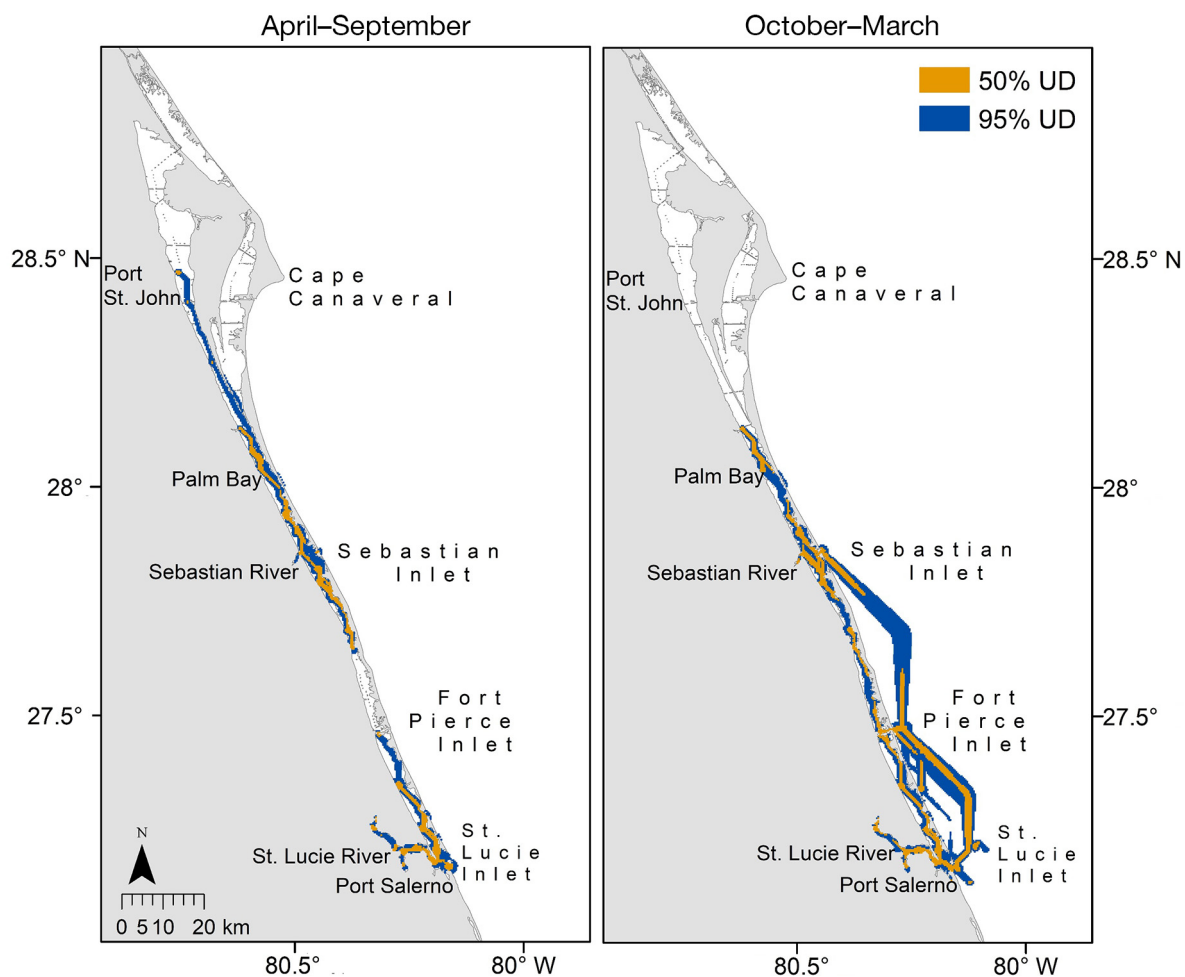 April–September
October–March
50% UD
95% UD
28.5° N
28°
27.5°
Port
St. John
Cape
Canaveral
Palm Bay
Sebastian
Inlet
Sebastian River
Fort
Pierce
Inlet
St.
Lucie
Inlet
St. Lucie River
Port Salerno
N
0 5 10 20 km
80.5°
80° W
Port
St. John
Cape
Canaveral
Palm Bay
Sebastian
Inlet
Sebastian River
Fort
Pierce
Inlet
St.
Lucie
Inlet
St. Lucie River
Port Salerno
28.5° N
28°
27.5°
80.5°
80° W